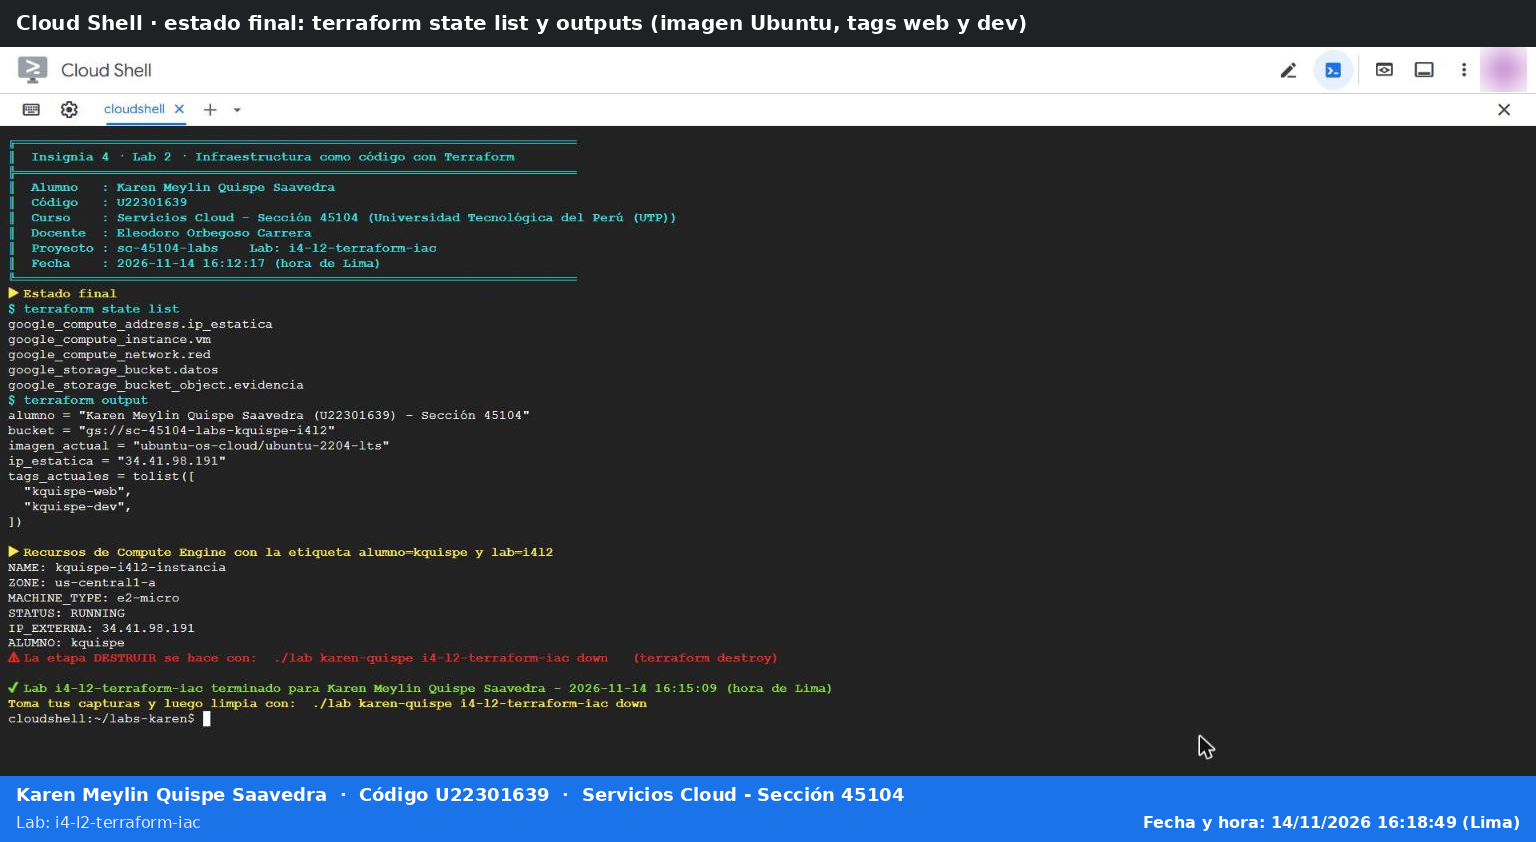 Cloud Shell · estado final: terraform state list y outputs (imagen Ubuntu, tags web y dev)
Cloud Shell
cloudshell
Insignia 4 · Lab 2 · Infraestructura como código con Terraform
Alumno : Karen Meylin Quispe Saavedra
Código : U22301639
Curso : Servicios Cloud - Sección 45104 (Universidad Tecnológica del Perú (UTP))
Docente : Eleodoro Orbegoso Carrera
Proyecto : sc-45104-labs Lab: i4-l2-terraform-iac
Fecha : 2026-11-14 16:12:17 (hora de Lima)
▶ Estado final
$ terraform state list
google_compute_address.ip_estatica
google_compute_instance.vm
google_compute_network.red
google_storage_bucket.datos
google_storage_bucket_object.evidencia
$ terraform output
alumno = "Karen Meylin Quispe Saavedra (U22301639) - Sección 45104"
bucket = "gs://sc-45104-labs-kquispe-i4l2"
imagen_actual = "ubuntu-os-cloud/ubuntu-2204-lts"
ip_estatica = "34.41.98.191"
tags_actuales = tolist([
"kquispe-web",
"kquispe-dev",
])
▶ Recursos de Compute Engine con la etiqueta alumno=kquispe y lab=i4l2
NAME: kquispe-i4l2-instancia
ZONE: us-central1-a
MACHINE_TYPE: e2-micro
STATUS: RUNNING
IP_EXTERNA: 34.41.98.191
ALUMNO: kquispe
⚠ La etapa DESTRUIR se hace con: ./lab karen-quispe i4-l2-terraform-iac down (terraform destroy)
✔ Lab i4-l2-terraform-iac terminado para Karen Meylin Quispe Saavedra - 2026-11-14 16:15:09 (hora de Lima)
Toma tus capturas y luego limpia con: ./lab karen-quispe i4-l2-terraform-iac down
cloudshell:~/labs-karen$
Karen Meylin Quispe Saavedra · Código U22301639 · Servicios Cloud - Sección 45104
Lab: i4-l2-terraform-iac
Fecha y hora: 14/11/2026 16:18:49 (Lima)